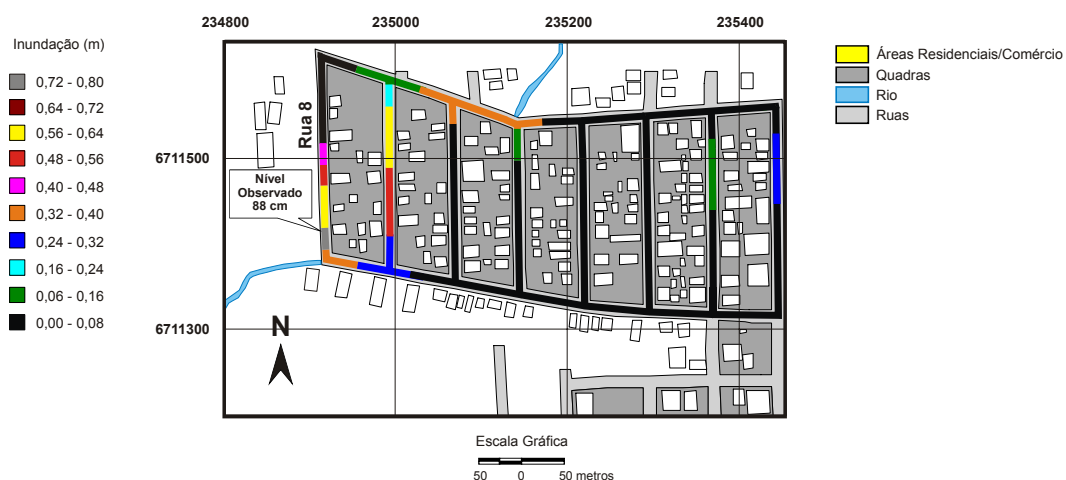 234800 235000 235200 235400
Inundação (m)
0,72 - 0,80
0,64 - 0,72
0,56 - 0,64
0,48 - 0,56
0,40 - 0,48
0,32 - 0,40
0,24 - 0,32
0,16 - 0,24
0,06 - 0,16
0,00 - 0,08
6711500
6711300
Rua 8
Nível
Observado
88 cm
N
Áreas Residenciais/Comércio
Quadras
Rio
Ruas
Escala Gráfica
50 0 50 metros